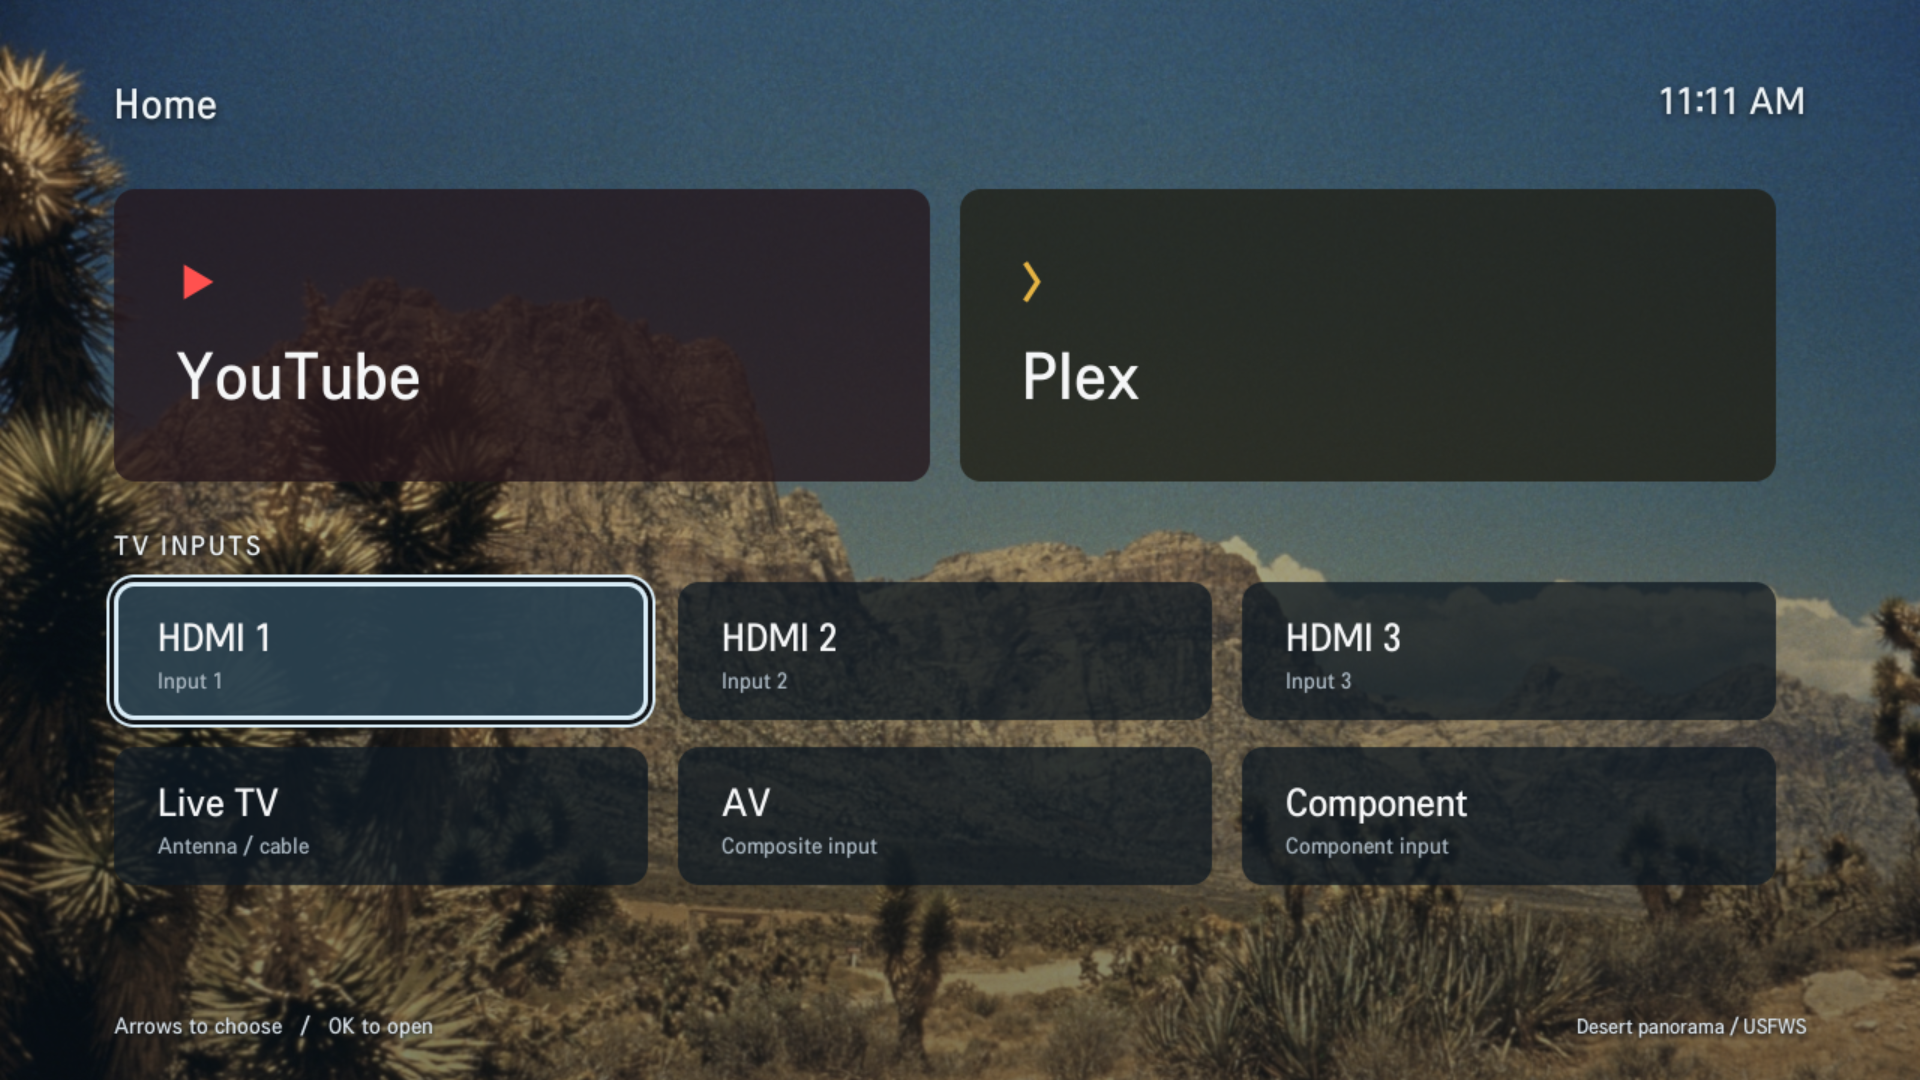 Home
11:11 AM
YouTube
Plex
TV INPUTS
HDMI 1
Input 1
HDMI 2
Input 2
HDMI 3
Input 3
Live TV
Antenna / cable
AV
Composite input
Component
Component input
Arrows to choose / OK to open
Desert panorama / USFWS